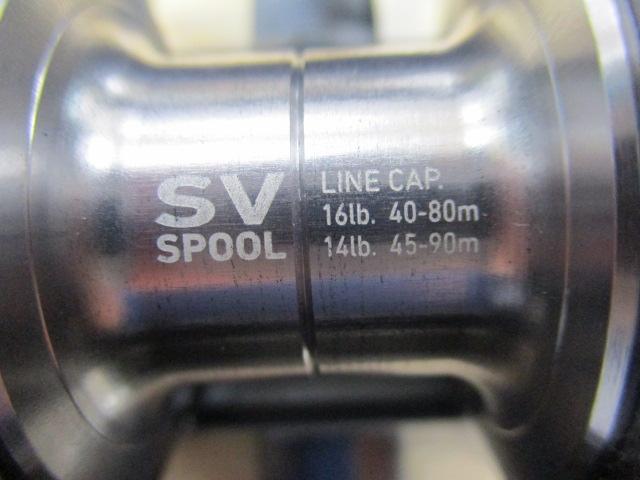 SV
SPOOL
LINE CAP.
16lb. 40-80m
14lb. 45-90m